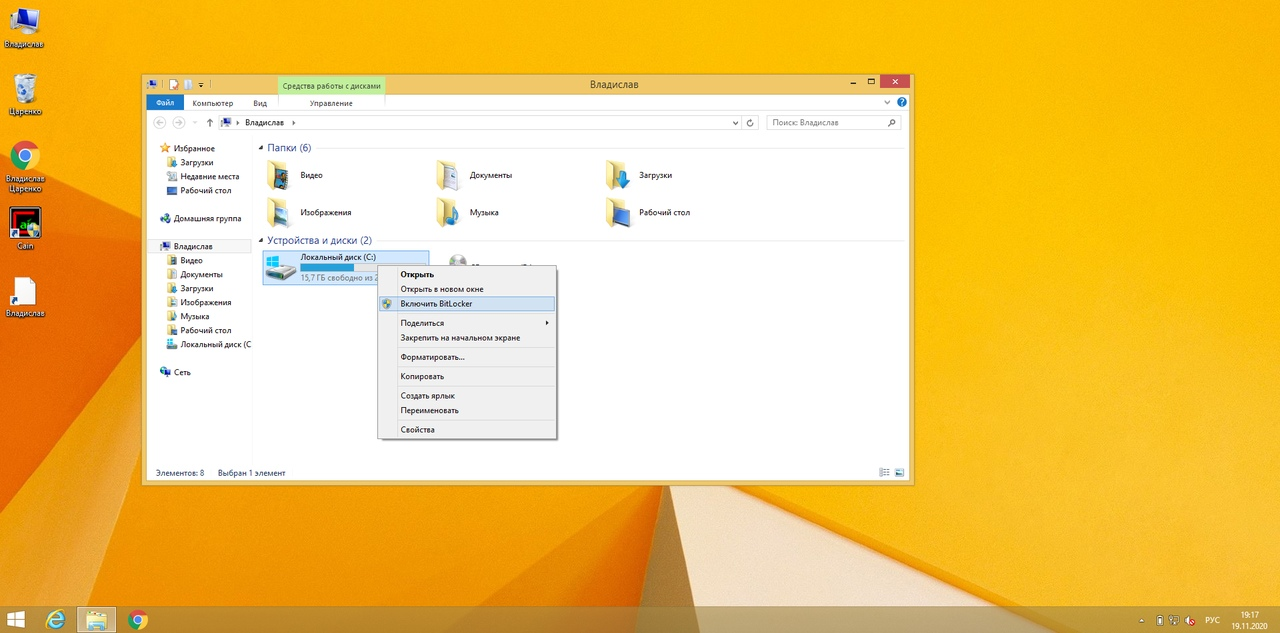 Владислав
Царенко
Владислав
Царенко
Cain
Владислав
Средства работы с дисками
Владислав
Файл
Компьютер
Вид
Управление
Владислав
Поиск: Владислав
Избранное
Загрузки
Недавние места
Рабочий стол
Домашняя группа
Владислав
Видео
Документы
Загрузки
Изображения
Музыка
Рабочий стол
Локальный диск (C
Сеть
Папки (6)
Видео
Документы
Загрузки
Изображения
Музыка
Рабочий стол
Устройства и диски (2)
Локальный диск (C:)
15,7 ГБ свободно из
Открыть
Открыть в новом окне
Включить BitLocker
Поделиться
Закрепить на начальном экране
Форматировать...
Копировать
Создать ярлык
Переименовать
Свойства
Элементов: 8
Выбран 1 элемент
РУС
19:17
19.11.2020